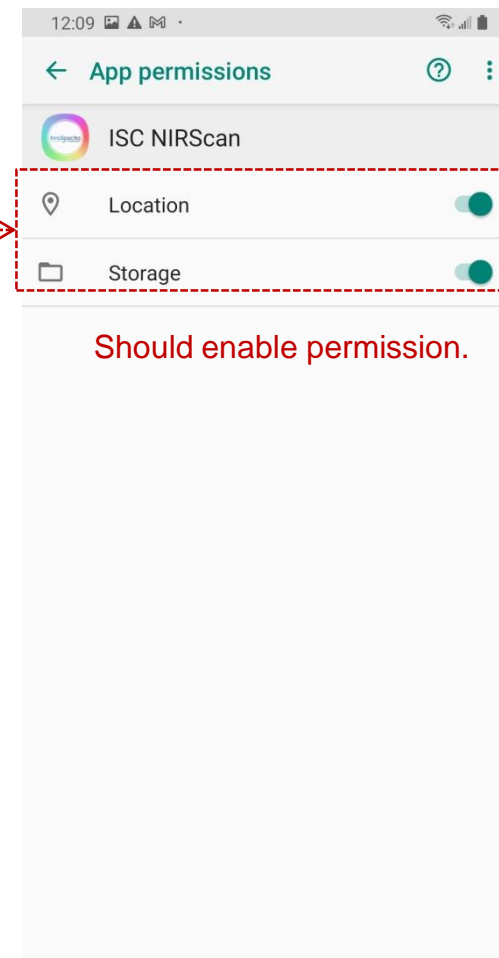 12:09
App permissions
ISC NIRScan
Location
Storage
Should enable permission.